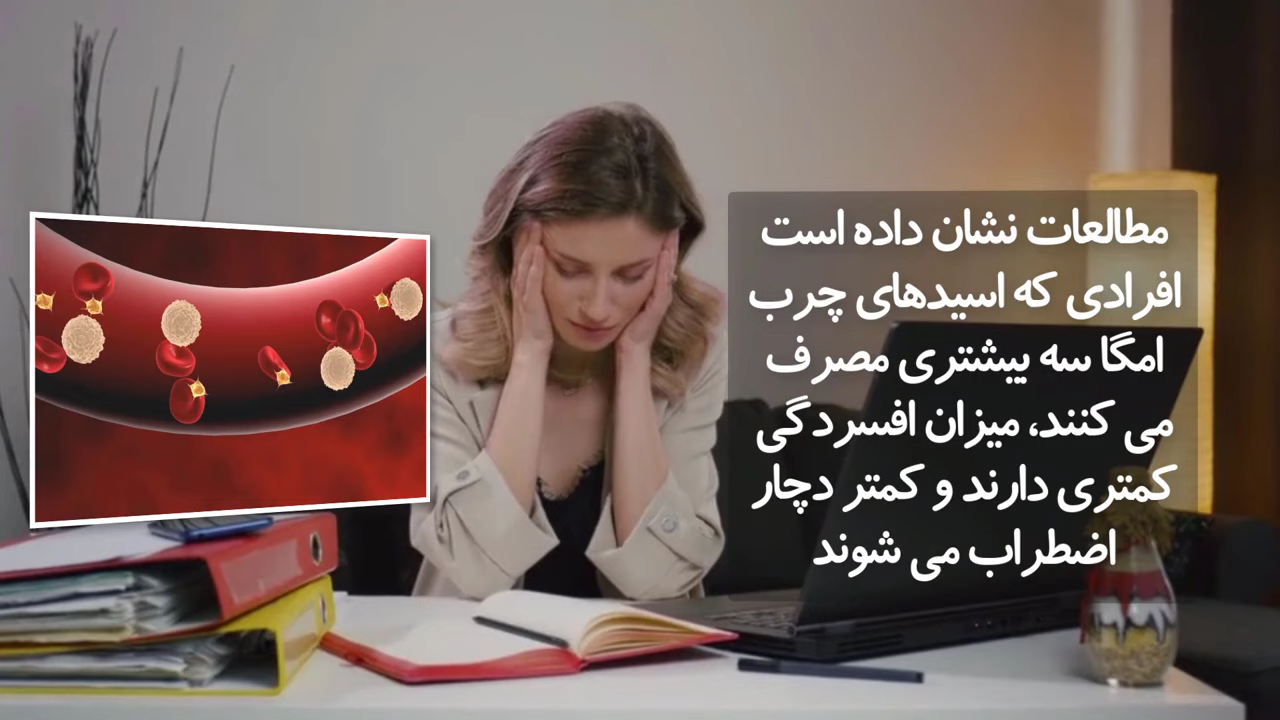 مطالعات نشان داده است
افرادی که اسیدهای چرب
امگا سه بیشتری مصرف
می کنند، میزان افسردگی
کمتری دارند و کمتر دچار
اضطراب می شوند